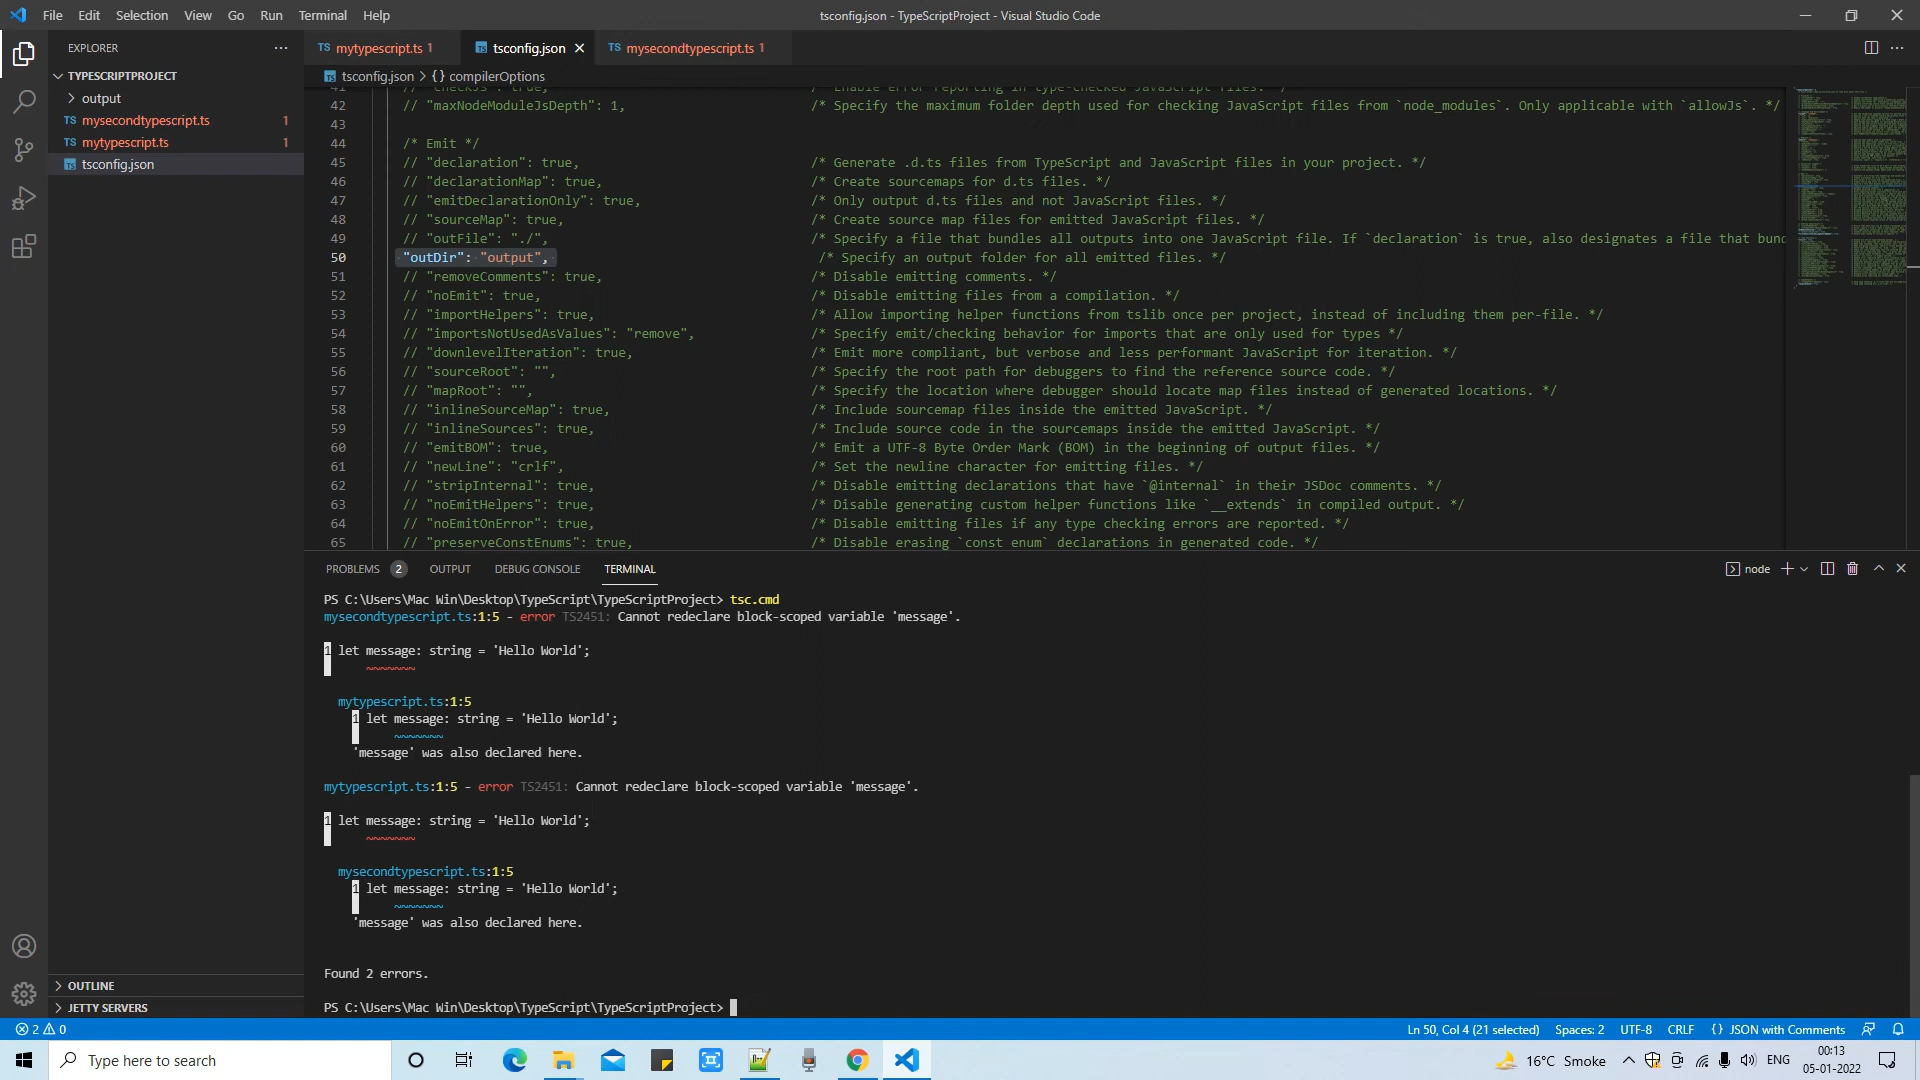 File Edit Selection View Go Run Terminal Help
tsconfig.json - TypeScriptProject - Visual Studio Code
EXPLORER
TYPESCRIPTPROJECT
output
mysecondtypescript.ts 1
mytypescript.ts 1
tsconfig.json
OUTLINE
JETTY SERVERS
TS mytypescript.ts 1
tsconfig.json
TS mysecondtypescript.ts 1
tsconfig.json > {} compilerOptions
41 // "checkJs": true, /* Enable error reporting in type-checked JavaScript files. */
42 // "maxNodeModuleJsDepth": 1, /* Specify the maximum folder depth used for checking JavaScript files from `node_modules`. Only applicable with `allowJs`. */
43
44 /* Emit */
45 // "declaration": true, /* Generate .d.ts files from TypeScript and JavaScript files in your project. */
46 // "declarationMap": true, /* Create sourcemaps for d.ts files. */
47 // "emitDeclarationOnly": true, /* Only output d.ts files and not JavaScript files. */
48 // "sourceMap": true, /* Create source map files for emitted JavaScript files. */
49 // "outFile": "./", /* Specify a file that bundles all outputs into one JavaScript file. If `declaration` is true, also designates a file that bund
50 "outDir": "output", /* Specify an output folder for all emitted files. */
51 // "removeComments": true, /* Disable emitting comments. */
52 // "noEmit": true, /* Disable emitting files from a compilation. */
53 // "importHelpers": true, /* Allow importing helper functions from tslib once per project, instead of including them per-file. */
54 // "importsNotUsedAsValues": "remove", /* Specify emit/checking behavior for imports that are only used for types */
55 // "downlevelIteration": true, /* Emit more compliant, but verbose and less performant JavaScript for iteration. */
56 // "sourceRoot": "", /* Specify the root path for debuggers to find the reference source code. */
57 // "mapRoot": "", /* Specify the location where debugger should locate map files instead of generated locations. */
58 // "inlineSourceMap": true, /* Include sourcemap files inside the emitted JavaScript. */
59 // "inlineSources": true, /* Include source code in the sourcemaps inside the emitted JavaScript. */
60 // "emitBOM": true, /* Emit a UTF-8 Byte Order Mark (BOM) in the beginning of output files. */
61 // "newLine": "crlf", /* Set the newline character for emitting files. */
62 // "stripInternal": true, /* Disable emitting declarations that have `@internal` in their JSDoc comments. */
63 // "noEmitHelpers": true, /* Disable generating custom helper functions like `__extends` in compiled output. */
64 // "noEmitOnError": true, /* Disable emitting files if any type checking errors are reported. */
65 // "preserveConstEnums": true, /* Disable erasing `const enum` declarations in generated code. */
PROBLEMS 2 OUTPUT DEBUG CONSOLE TERMINAL
node
PS C:\Users\Mac Win\Desktop\TypeScript\TypeScriptProject> tsc.cmd
mysecondtypescript.ts:1:5 - error TS2451: Cannot redeclare block-scoped variable 'message'.
1 let message: string = 'Hello World';
~~~~~~~
mytypescript.ts:1:5
1 let message: string = 'Hello World';
~~~~~~~
'message' was also declared here.
mytypescript.ts:1:5 - error TS2451: Cannot redeclare block-scoped variable 'message'.
1 let message: string = 'Hello World';
~~~~~~~
mysecondtypescript.ts:1:5
1 let message: string = 'Hello World';
~~~~~~~
'message' was also declared here.
Found 2 errors.
PS C:\Users\Mac Win\Desktop\TypeScript\TypeScriptProject>
2 0
Ln 50, Col 4 (21 selected) Spaces: 2 UTF-8 CRLF {} JSON with Comments
Type here to search
16°C Smoke
ENG
00:13
05-01-2022